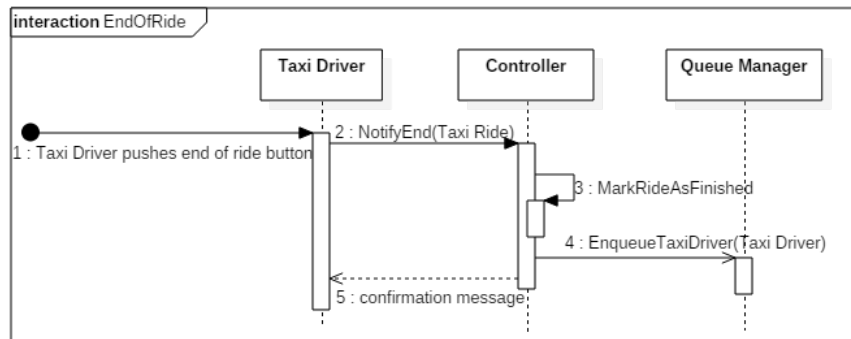 interaction EndOfRide
Taxi Driver
Controller
Queue Manager
1 : Taxi Driver pushes end of ride button
2 : NotifyEnd(Taxi Ride)
3 : MarkRideAsFinished
4 : EnqueueTaxiDriver(Taxi Driver)
5 : confirmation message